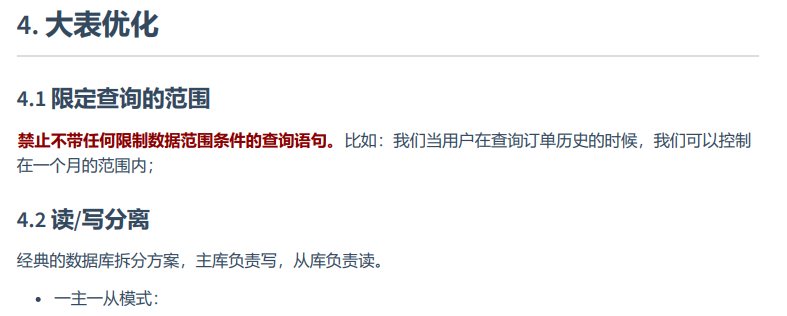 4. 大表优化
4.1 限定查询的范围
禁止不带任何限制数据范围条件的查询语句。比如：我们当用户在查询订单历史的时候，我们可以控制
在一个月的范围内；
4.2 读/写分离
经典的数据库拆分方案，主库负责写，从库负责读。
• 一主一从模式：